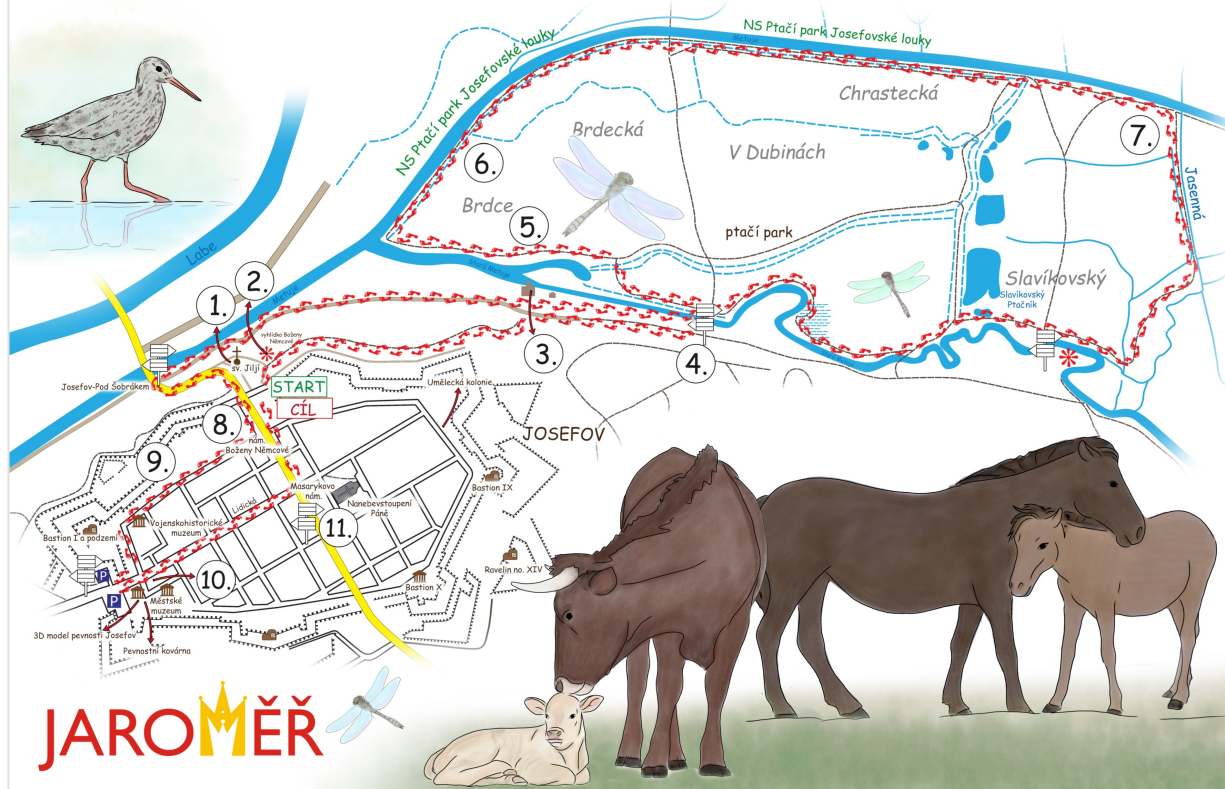 NS Ptačí park Josefovské louky
Metuje
NS Ptačí park Josefovské louky
Chrastecká
Brdecká
V Dubinách
7.
6.
Jasenná
Brdce
5.
ptačí park
Labe
Stará Metuje
Slavíkovský
Slavíkovský
Ptačník
Metuje
2.
1.
vyhlídka Boženy
Němcové
3.
4.
sv. Jiljí
Josefov-Pod Šobrákem
START
CÍL
Umělecká kolonie
8.
JOSEFOV
nám.
Boženy Němcové
9.
Masarykovo
nám.
Bastion IX
Lidická
Nanebevstoupení
Páně
Vojenskohistorické
muzeum
11.
Bastion I a podzemí
Ravelin no. XIV
P
10.
Bastion X
P
Městské
muzeum
3D model pevnosti Josefov
Pevnostní kovárna
JAROMĚŘ